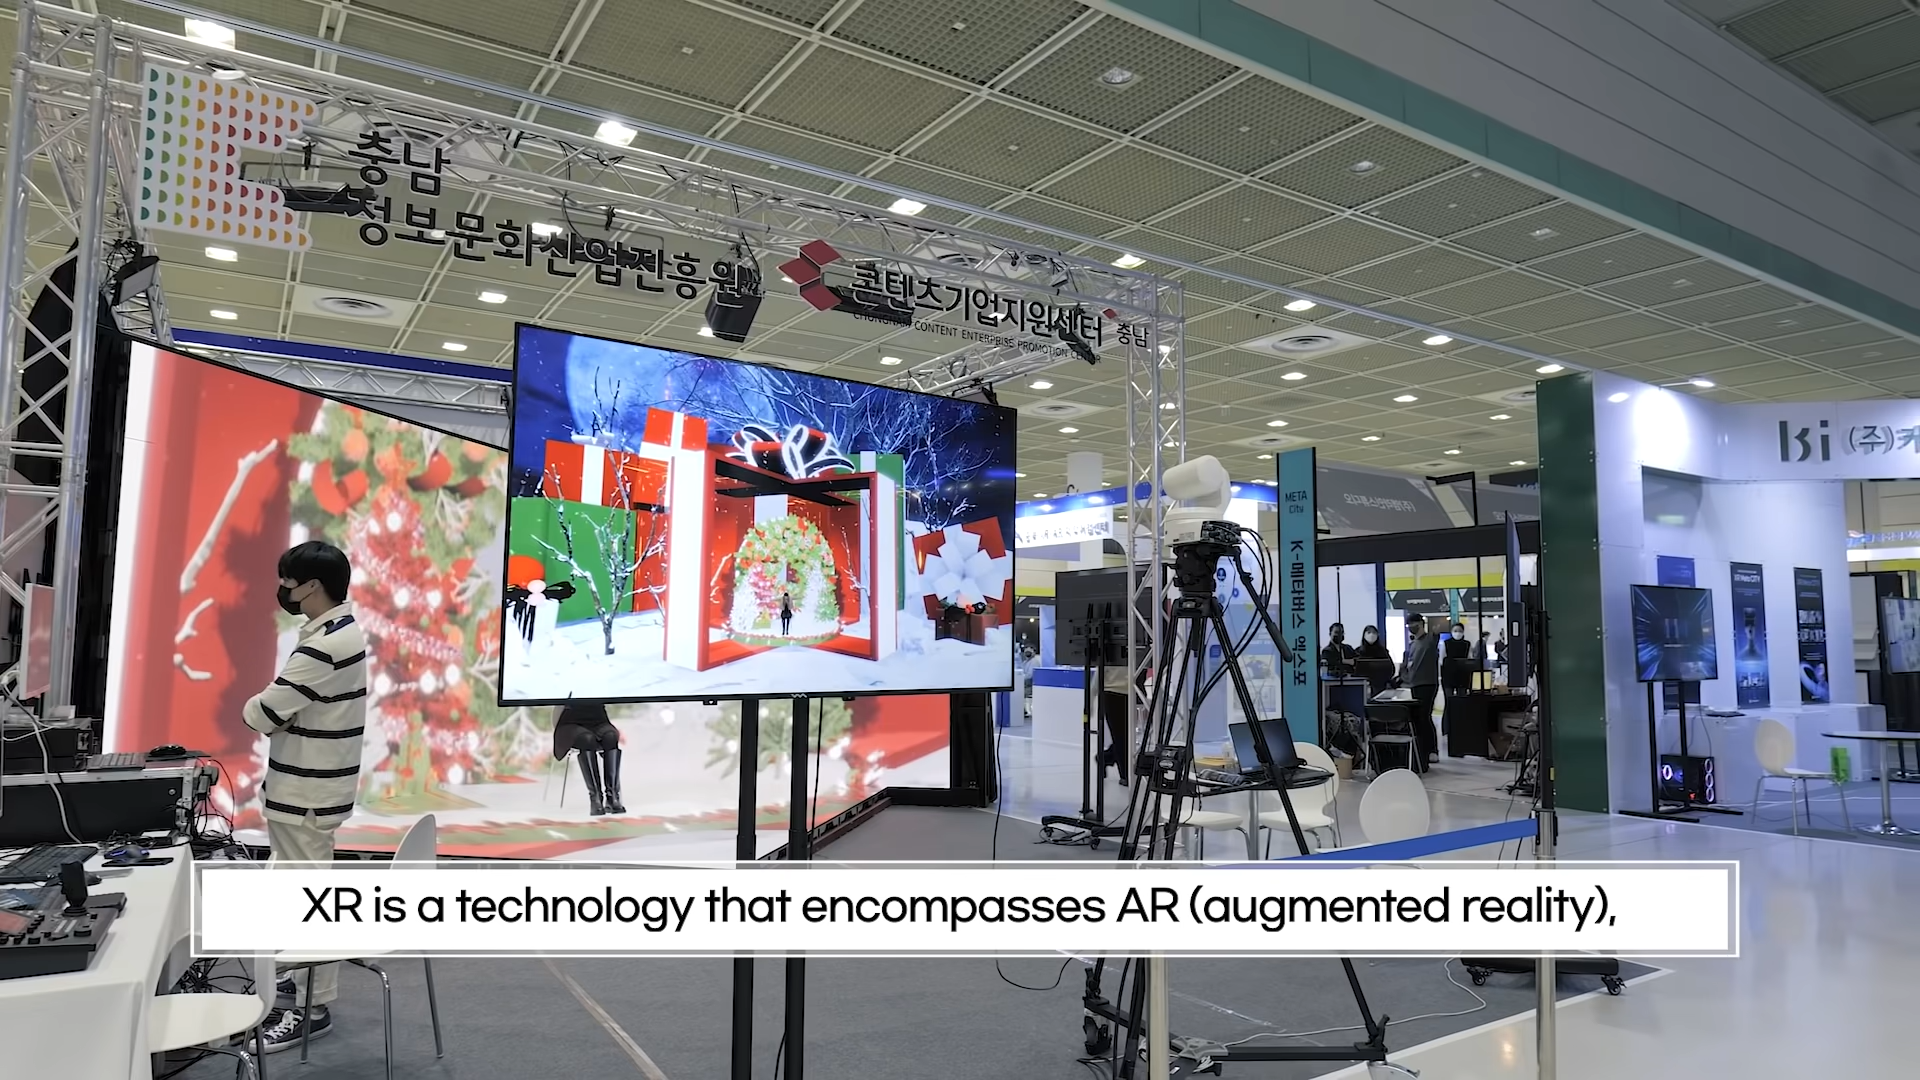 충남
정보문화산업진흥원
콘텐츠기업지원센터 충남
CHUNGNAM CONTENT ENTERPRISE PROMOTION CENTER
Ki (주)
META
City
K-메타버스 엑스포
XR is a technology that encompasses AR (augmented reality),